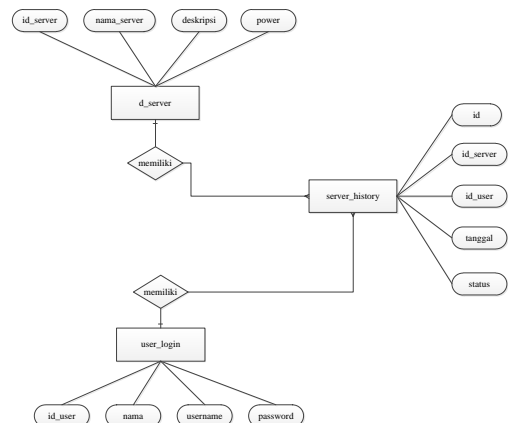 id_server
nama_server
deskripsi
power
d_server
memiliki
id
id_server
server_history
id_user
tanggal
status
memiliki
user_login
id_user
nama
username
password